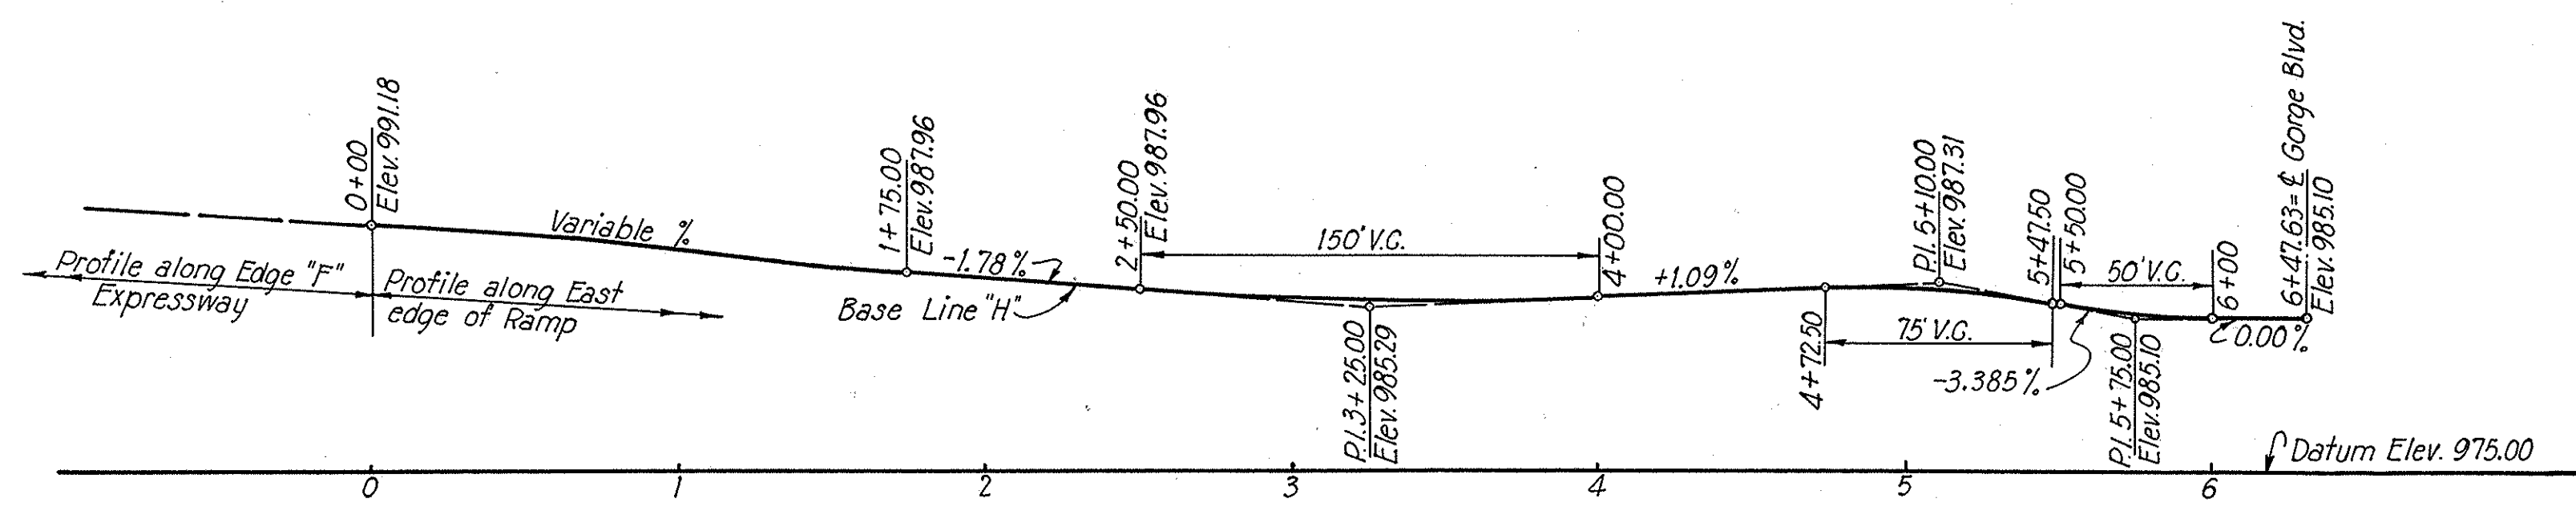 0+00
Elev. 991.18
Variable %
Profile along Edge "F"
Expressway
Profile along East
edge of Ramp
1+75.00
Elev. 987.96
-1.78%
Base Line "H"
2+50.00
Elev. 987.96
150' V.C.
P.I. 3+25.00
Elev. 985.29
4+00.00
+1.09%
4+72.50
75' V.C.
P.I. 5+10.00
Elev. 987.31
5+47.50
5+50.00
50' V.C.
-3.385%
P.I. 5+75.00
Elev. 985.10
6+00
0.00%
6+47.63=℄ Gorge Blvd.
Elev. 985.10
Datum Elev. 975.00
0 1 2 3 4 5 6